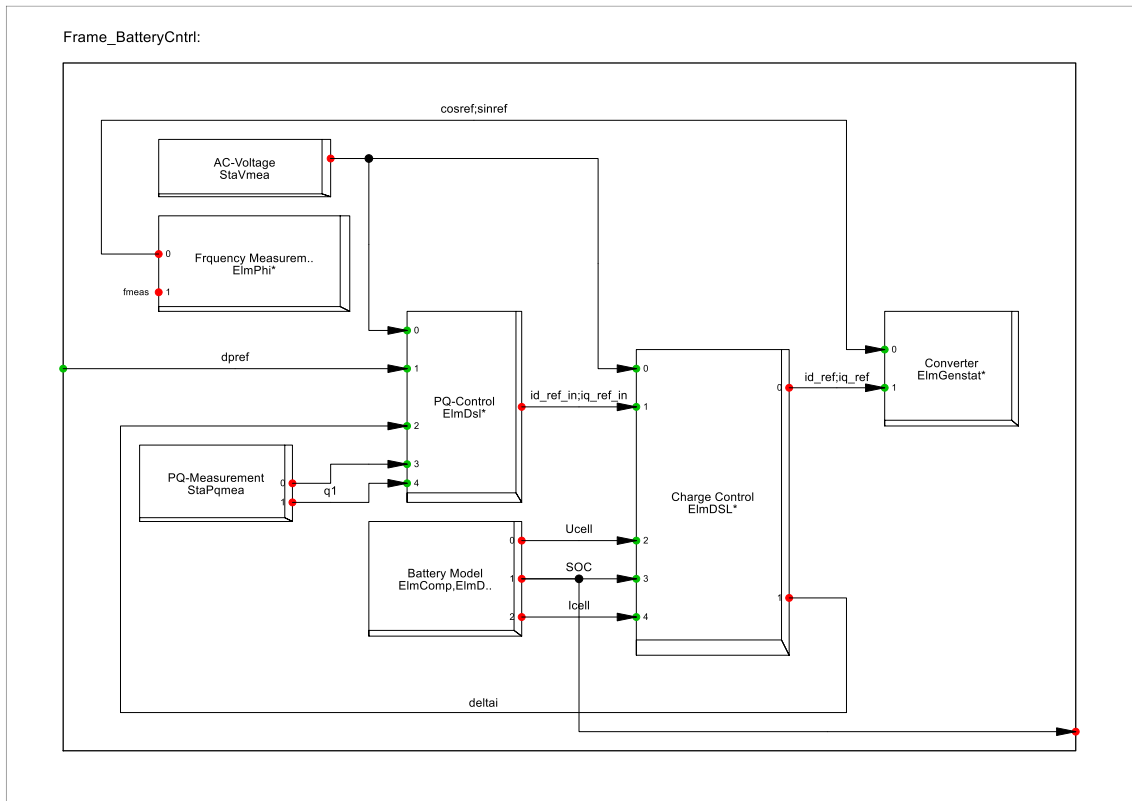 Frame_BatteryCntrl:
cosref;sinref
AC-Voltage
StaVmea
0
Frquency Measurem..
ElmPhi*
fmeas
1
0
dpref
1
PQ-Control
ElmDsl*
2
3
4
0
id_ref_in;iq_ref_in
1
0
id_ref;iq_ref
0
Converter
ElmGenstat*
1
PQ-Measurement
StaPqmea
0
1
q1
Charge Control
ElmDSL*
Battery Model
ElmComp,ElmD..
0
Ucell
2
1
SOC
3
2
Icell
4
1
deltai